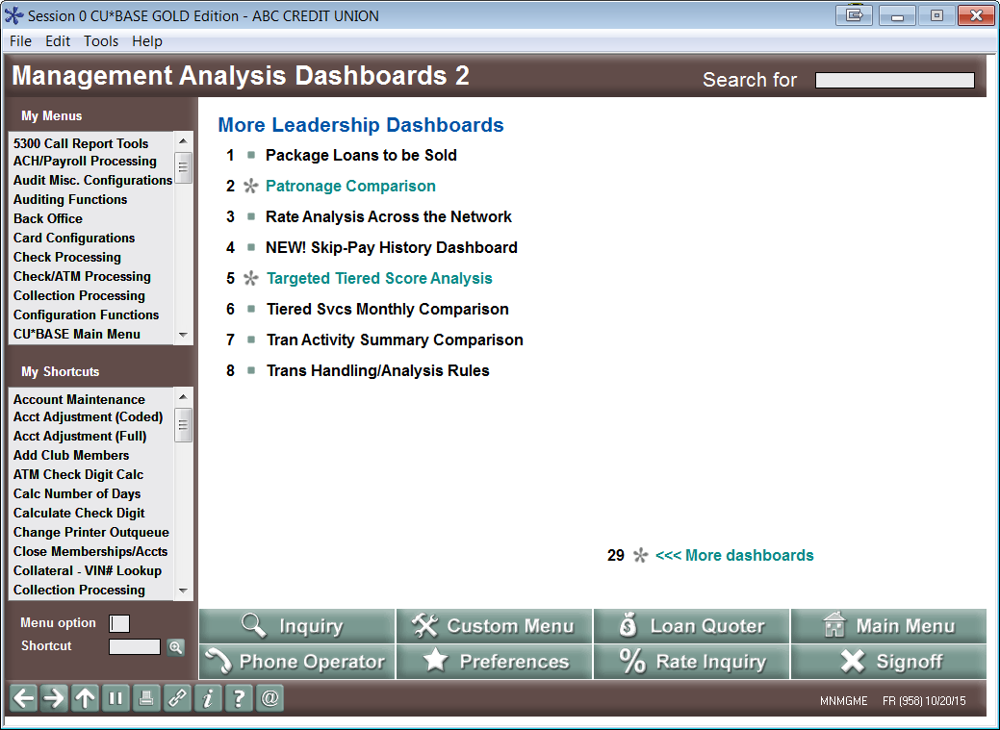 Session 0 CU*BASE GOLD Edition - ABC CREDIT UNION
File Edit Tools Help
Management Analysis Dashboards 2
Search for
My Menus
5300 Call Report Tools
ACH/Payroll Processing
Audit Misc. Configurations
Auditing Functions
Back Office
Card Configurations
Check Processing
Check/ATM Processing
Collection Processing
Configuration Functions
CU*BASE Main Menu
My Shortcuts
Account Maintenance
Acct Adjustment (Coded)
Acct Adjustment (Full)
Add Club Members
ATM Check Digit Calc
Calc Number of Days
Calculate Check Digit
Change Printer Outqueue
Close Memberships/Accts
Collateral - VIN# Lookup
Collection Processing
Menu option
Shortcut
More Leadership Dashboards
1 Package Loans to be Sold
2 Patronage Comparison
3 Rate Analysis Across the Network
4 NEW! Skip-Pay History Dashboard
5 Targeted Tiered Score Analysis
6 Tiered Svcs Monthly Comparison
7 Tran Activity Summary Comparison
8 Trans Handling/Analysis Rules
29 <<< More dashboards
Inquiry Custom Menu Loan Quoter Main Menu
Phone Operator Preferences Rate Inquiry Signoff
MNMGME FR (958) 10/20/15